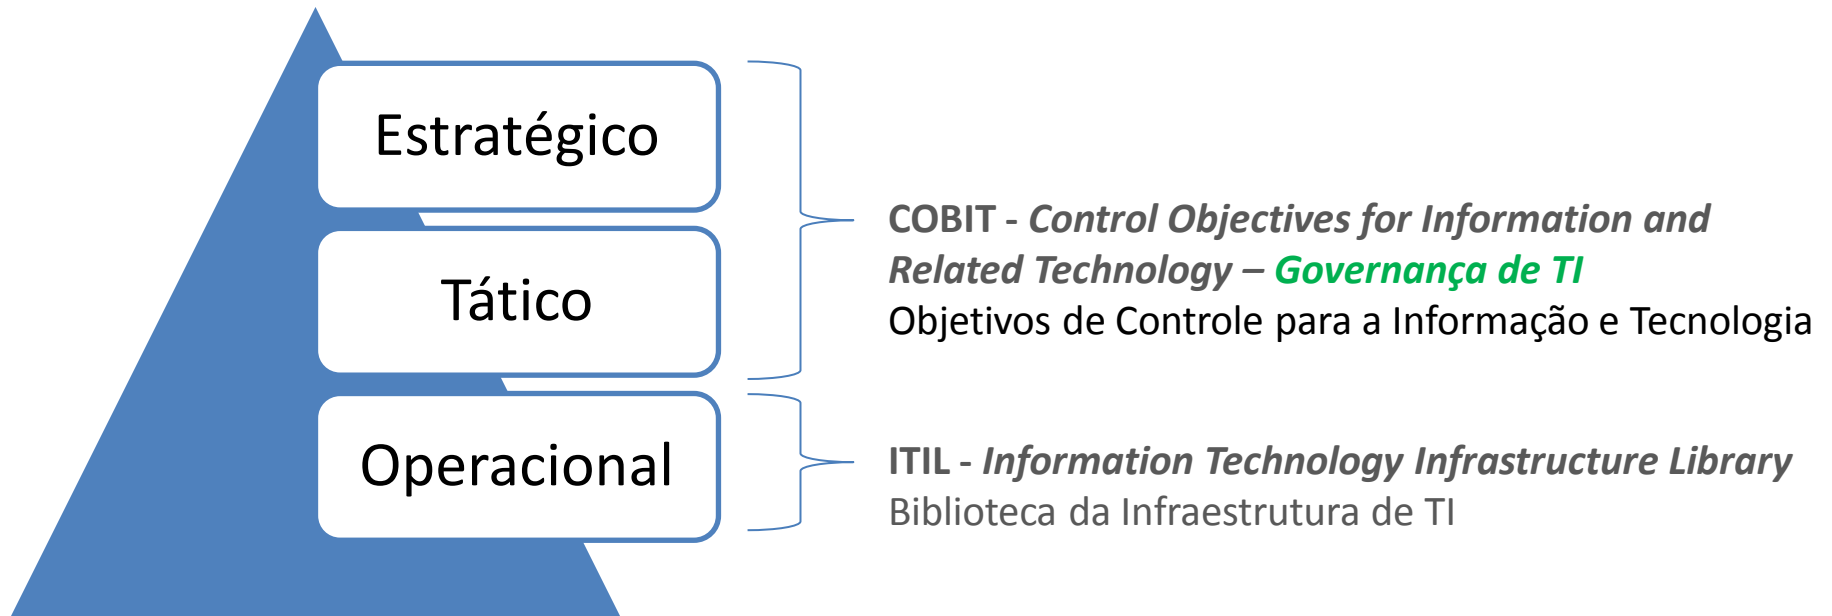 Estratégico
Tático
Operacional
COBIT - Control Objectives for Information and
Related Technology – Governança de TI
Objetivos de Controle para a Informação e Tecnologia
ITIL - Information Technology Infrastructure Library
Biblioteca da Infraestrutura de TI